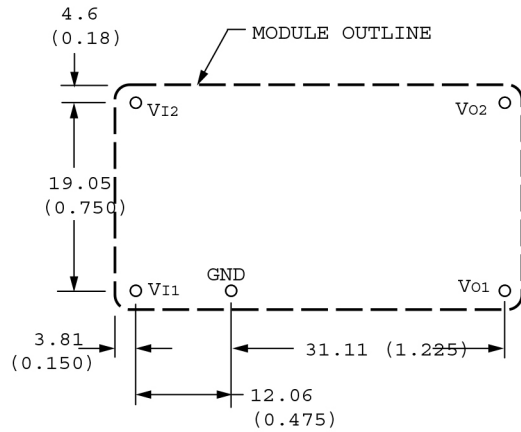 4.6
(0.18)
MODULE OUTLINE
VI2
VO2
19.05
(0.750)
GND
VI1
VO1
3.81
(0.150)
31.11 (1.225)
12.06
(0.475)